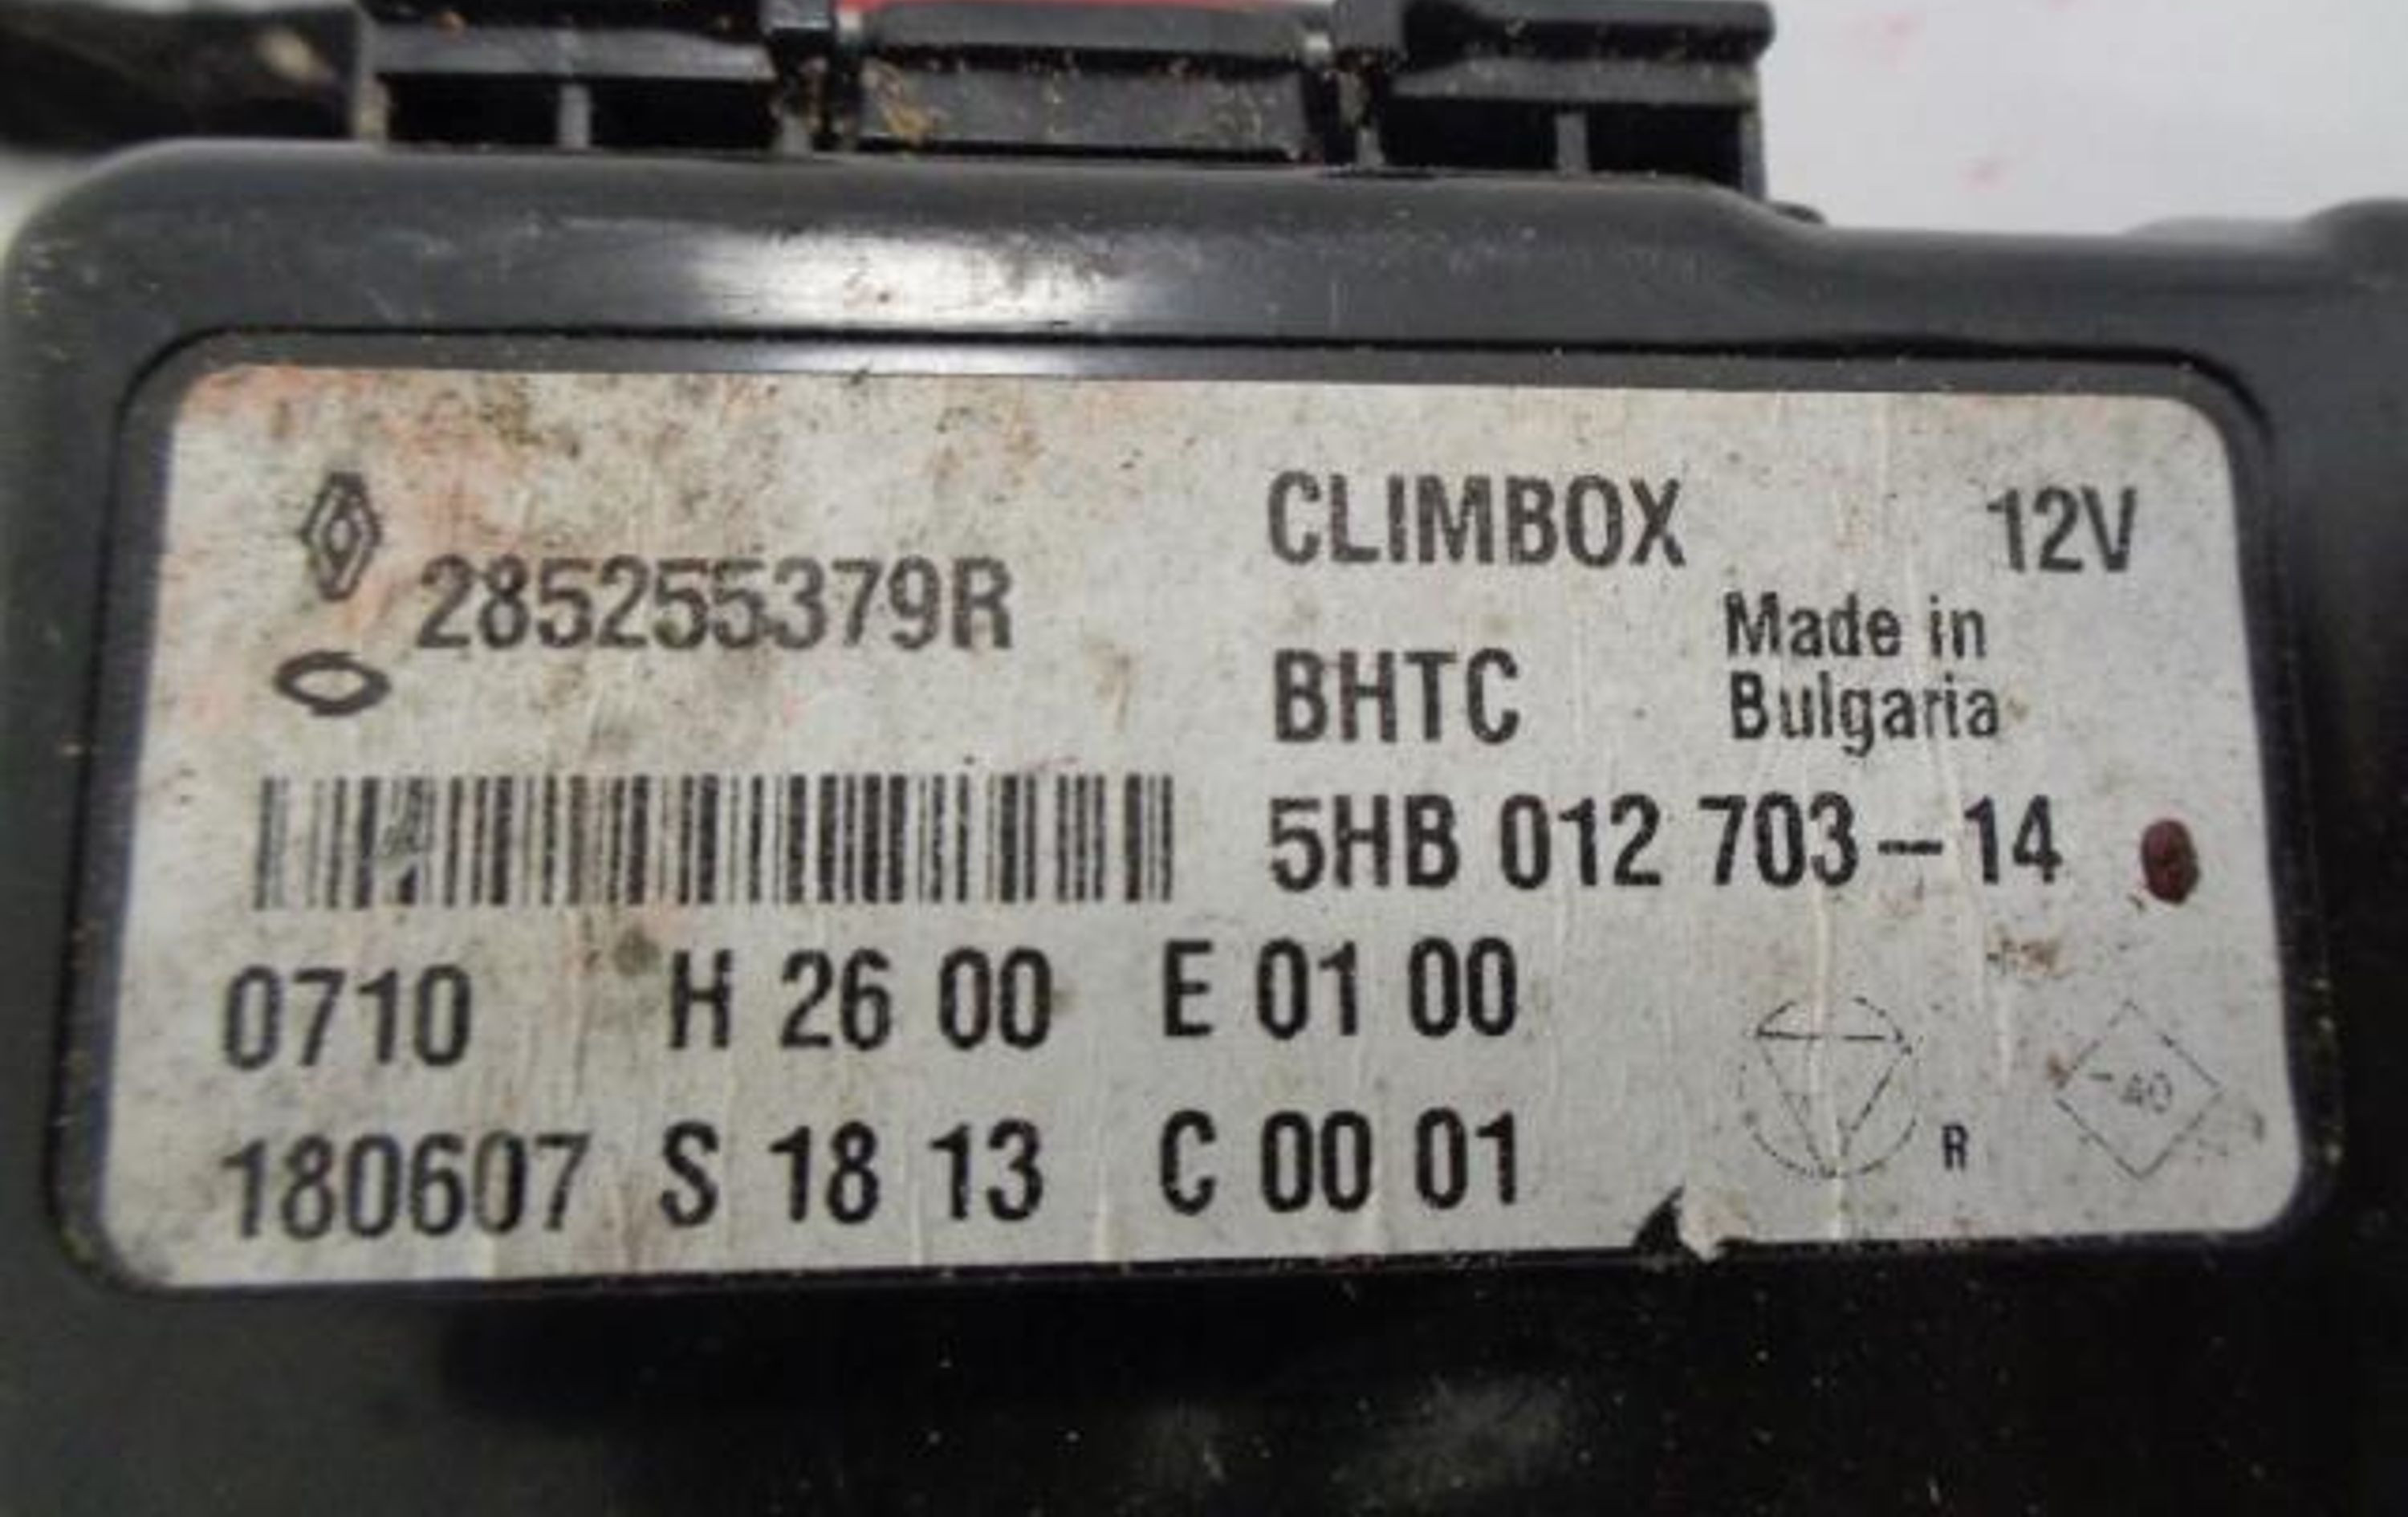 285255379R
CLIMBOX 12V
BHTC Made in
Bulgaria
5HB 012 703-14
0710 H 26 00 E 01 00
180607 S 18 13 C 00 01
R
-40